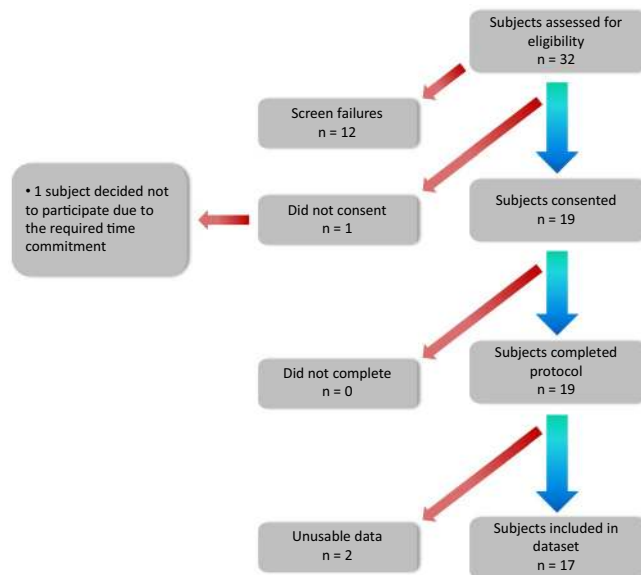 Subjects assessed for
eligibility
n = 32
Screen failures
n = 12
• 1 subject decided not
to participate due to
the required time
commitment
Did not consent
n = 1
Subjects consented
n = 19
Did not complete
n = 0
Subjects completed
protocol
n = 19
Unusable data
n = 2
Subjects included in
dataset
n = 17